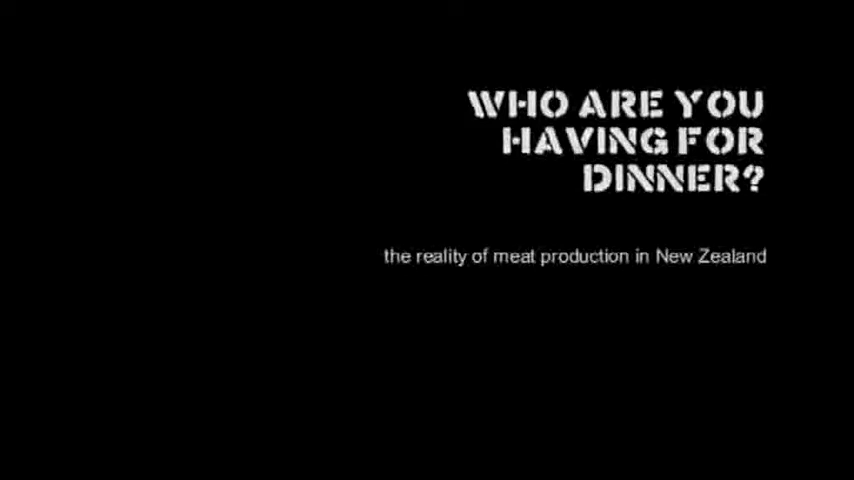 WHO ARE YOU
HAVING FOR
DINNER?
the reality of meat production in New Zealand